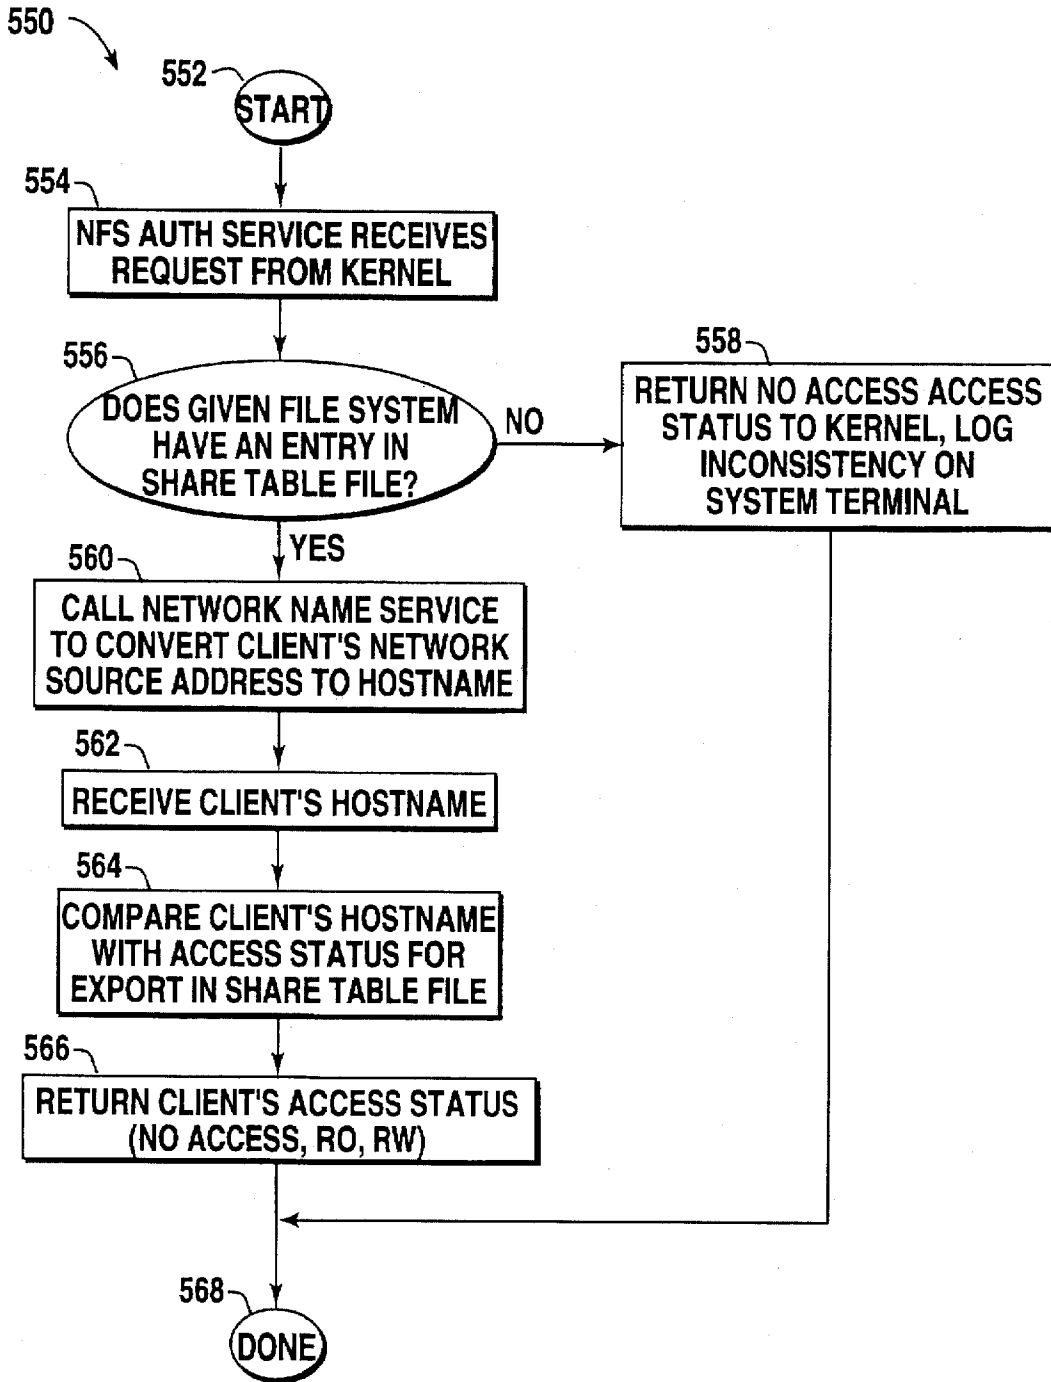 550
552
START
554
NFS AUTH SERVICE RECEIVES
REQUEST FROM KERNEL
556
DOES GIVEN FILE SYSTEM
HAVE AN ENTRY IN
SHARE TABLE FILE?
NO
558
RETURN NO ACCESS ACCESS
STATUS TO KERNEL, LOG
INCONSISTENCY ON
SYSTEM TERMINAL
YES
560
CALL NETWORK NAME SERVICE
TO CONVERT CLIENT'S NETWORK
SOURCE ADDRESS TO HOSTNAME
562
RECEIVE CLIENT'S HOSTNAME
564
COMPARE CLIENT'S HOSTNAME
WITH ACCESS STATUS FOR
EXPORT IN SHARE TABLE FILE
566
RETURN CLIENT'S ACCESS STATUS
(NO ACCESS, RO, RW)
568
DONE